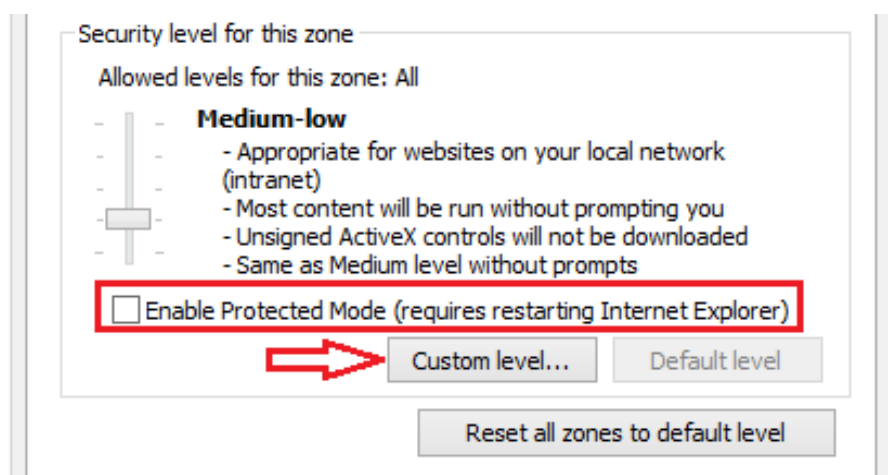 Security level for this zone
Allowed levels for this zone: All
Medium-low
- Appropriate for websites on your local network
(intranet)
- Most content will be run without prompting you
- Unsigned ActiveX controls will not be downloaded
- Same as Medium level without prompts
Enable Protected Mode (requires restarting Internet Explorer)
Custom level... Default level
Reset all zones to default level